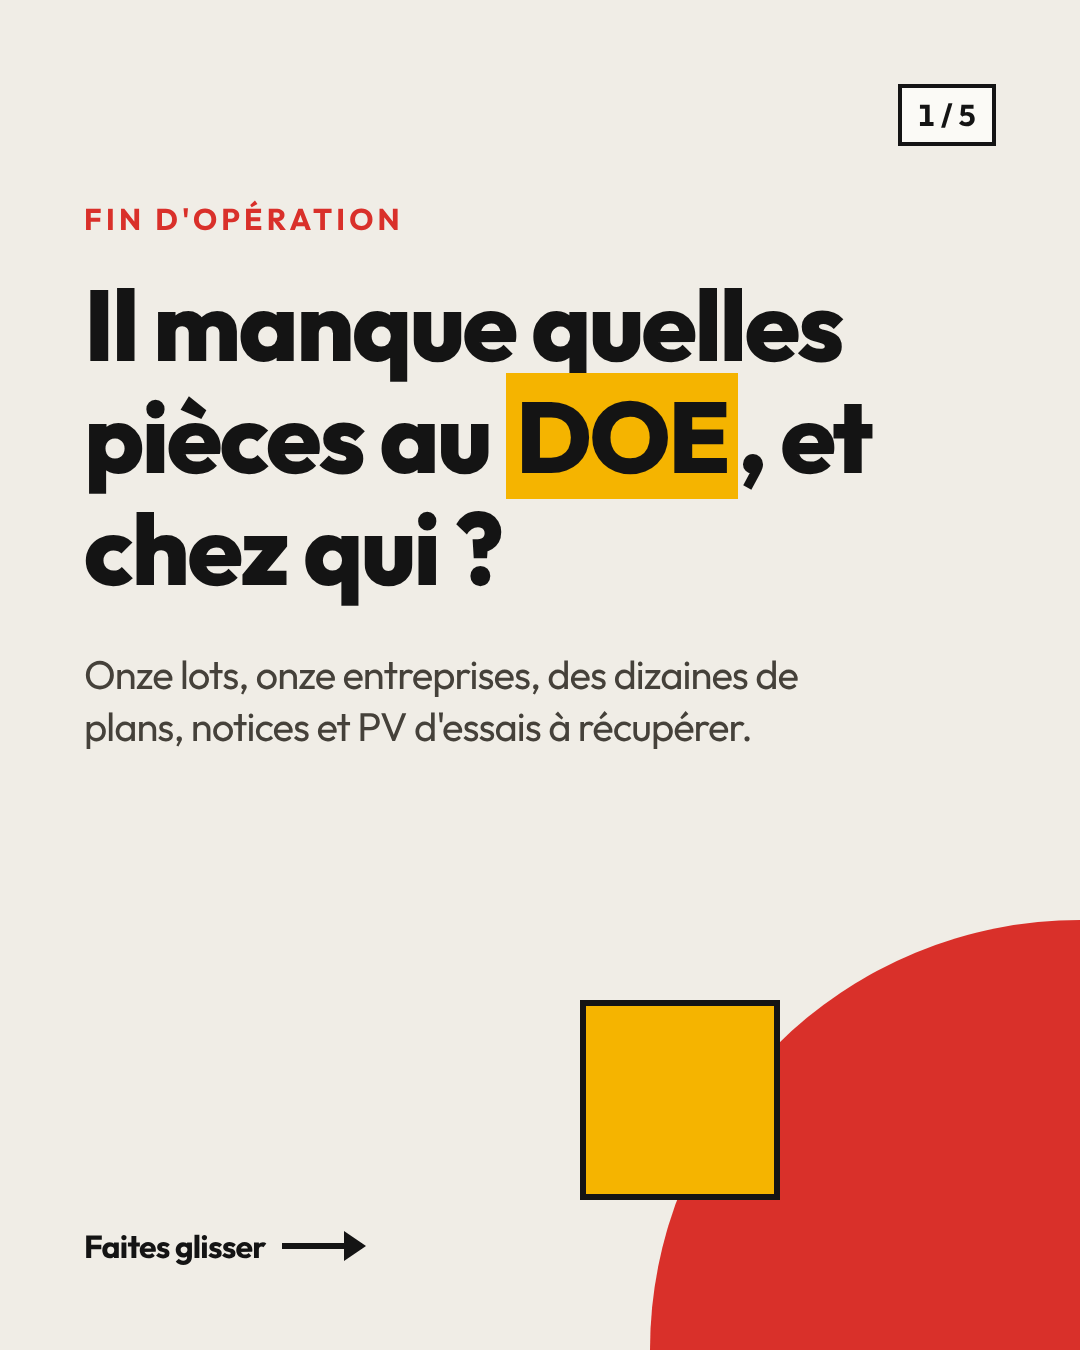 1/5
FIN D'OPÉRATION
Il manque quelles
pièces au DOE, et
chez qui ?
Onze lots, onze entreprises, des dizaines de
plans, notices et PV d'essais à récupérer.
Faites glisser